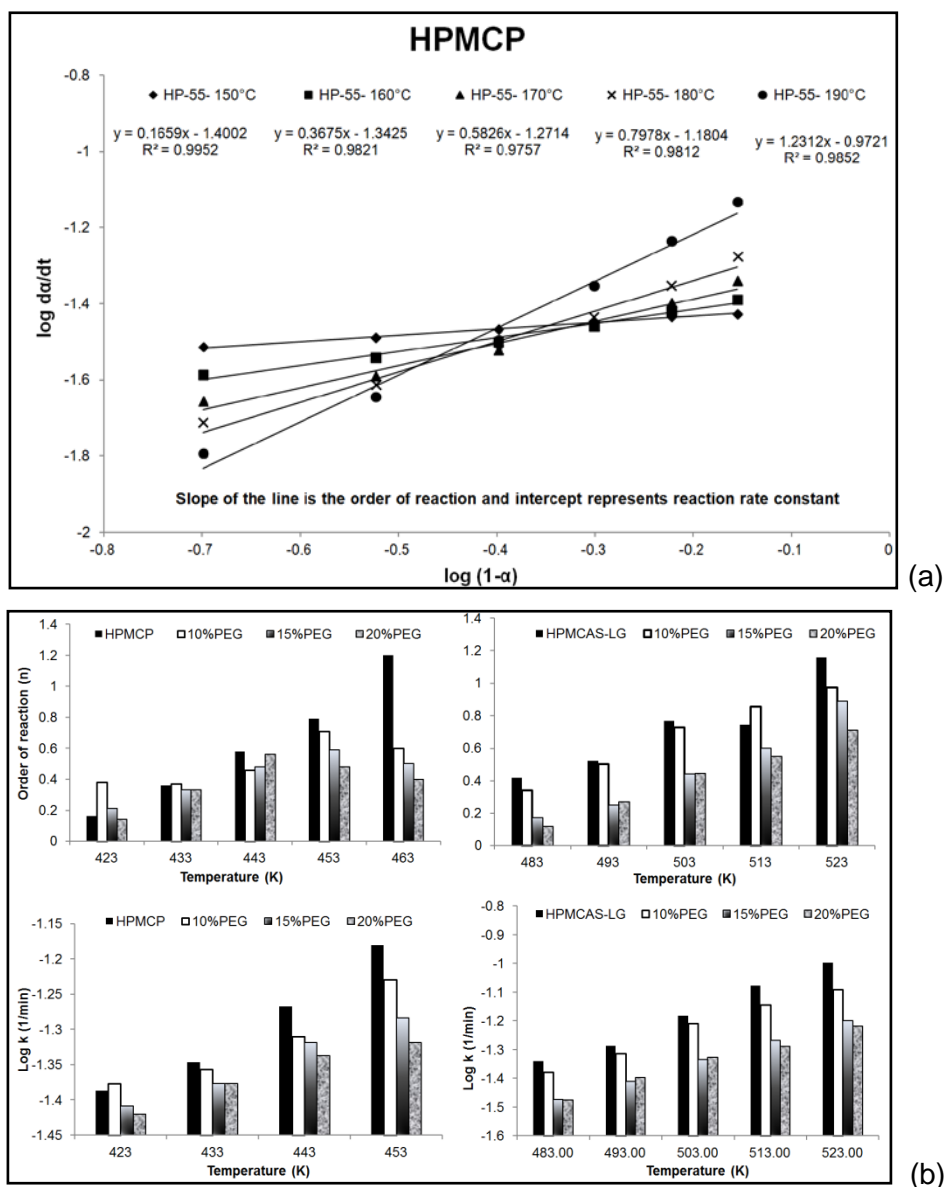 HPMCP
HP-55- 150°C HP-55- 160°C HP-55- 170°C HP-55- 180°C HP-55- 190°C
y = 0.1659x - 1.4002 y = 0.3675x - 1.3425 y = 0.5826x - 1.2714 y = 0.7978x - 1.1804 y = 1.2312x - 0.9721
R² = 0.9952 R² = 0.9821 R² = 0.9757 R² = 0.9812 R² = 0.9852
-0.8
-1
-1.2
-1.4
-1.6
-1.8
-2
log dα/dt
Slope of the line is the order of reaction and intercept represents reaction rate constant
-0.8 -0.7 -0.6 -0.5 -0.4 -0.3 -0.2 -0.1 0
log (1-α)
(a)
HPMCP 10%PEG 15%PEG 20%PEG
1.4
1.2
1
0.8
0.6
0.4
0.2
0
Order of reaction (n)
423 433 443 453 463
Temperature (K)
HPMCAS-LG 10%PEG 15%PEG 20%PEG
1.4
1.2
1
0.8
0.6
0.4
0.2
0
483 493 503 513 523
Temperature (K)
HPMCP 10%PEG 15%PEG 20%PEG
-1.15
-1.2
-1.25
-1.3
-1.35
-1.4
-1.45
Log k (1/min)
423 433 443 453
Temperature (K)
HPMCAS-LG 10%PEG 15%PEG 20%PEG
-0.8
-0.9
-1
-1.1
-1.2
-1.3
-1.4
-1.5
-1.6
Log k (1/min)
483.00 493.00 503.00 513.00 523.00
Temperature (K)
(b)